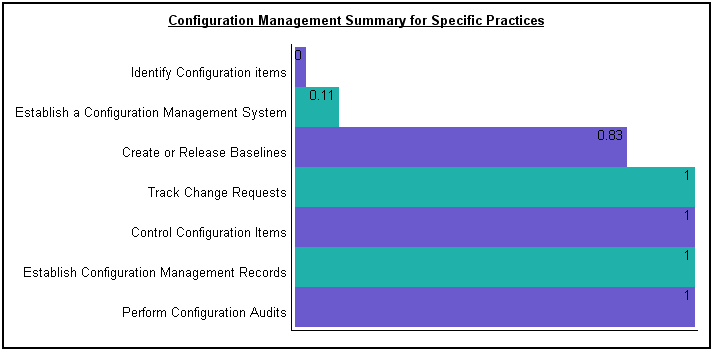 Configuration Management Summary for Specific Practices
Identify Configuration items 0
Establish a Configuration Management System 0.11
Create or Release Baselines 0.83
Track Change Requests 1
Control Configuration Items 1
Establish Configuration Management Records 1
Perform Configuration Audits 1